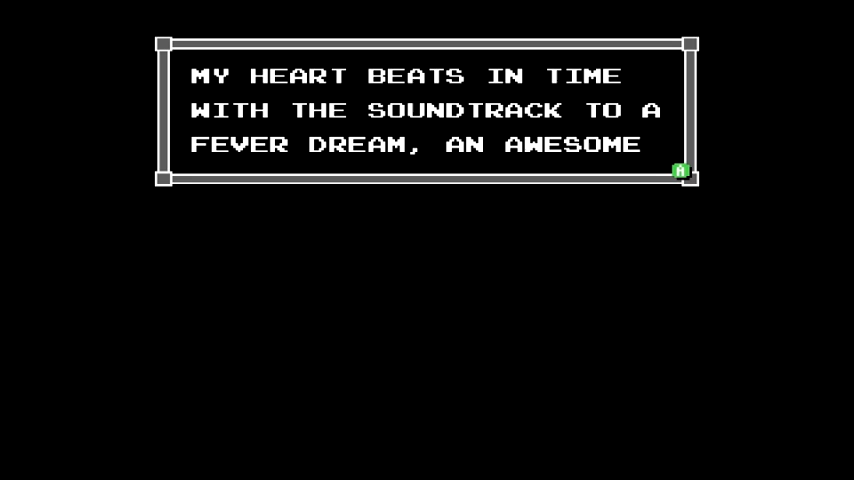 MY HEART BEATS IN TIME
WITH THE SOUNDTRACK TO A
FEVER DREAM, AN AWESOME
A